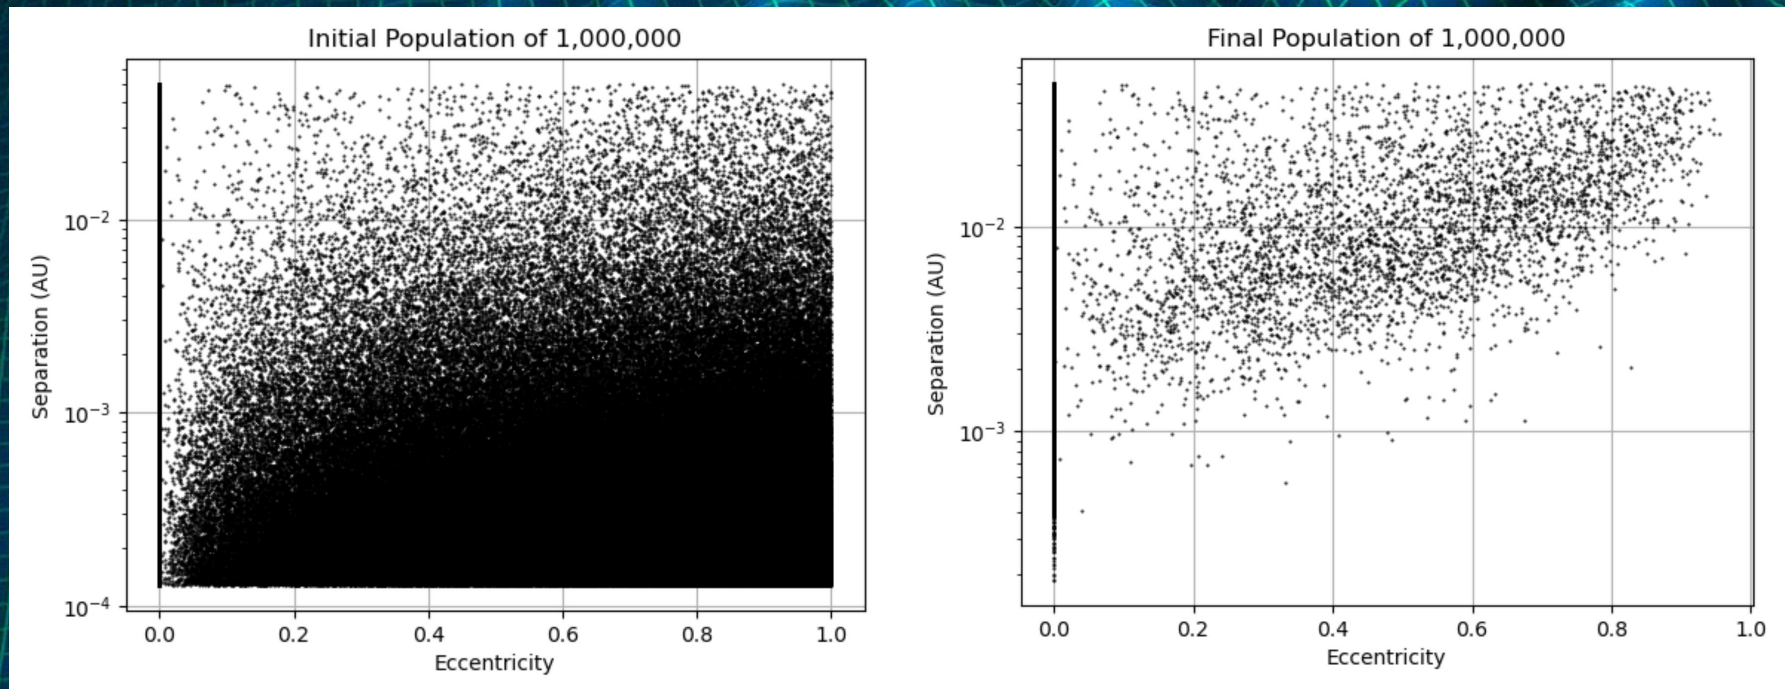 Initial Population of 1,000,000
Separation (AU)
10⁻²
10⁻³
10⁻⁴
0.0 0.2 0.4 0.6 0.8 1.0
Eccentricity
Final Population of 1,000,000
Separation (AU)
10⁻²
10⁻³
0.0 0.2 0.4 0.6 0.8 1.0
Eccentricity